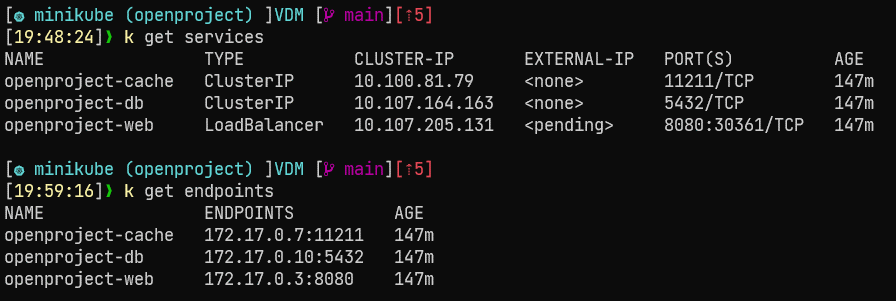 [☸ minikube (openproject) ]VDM [ main][⇡5]
[19:48:24]❯ k get services
NAME                TYPE           CLUSTER-IP       EXTERNAL-IP   PORT(S)          AGE
openproject-cache   ClusterIP      10.100.81.79     <none>        11211/TCP        147m
openproject-db      ClusterIP      10.107.164.163   <none>        5432/TCP         147m
openproject-web     LoadBalancer   10.107.205.131   <pending>     8080:30361/TCP   147m
[☸ minikube (openproject) ]VDM [ main][⇡5]
[19:59:16]❯ k get endpoints
NAME                ENDPOINTS          AGE
openproject-cache   172.17.0.7:11211   147m
openproject-db      172.17.0.10:5432   147m
openproject-web     172.17.0.3:8080    147m